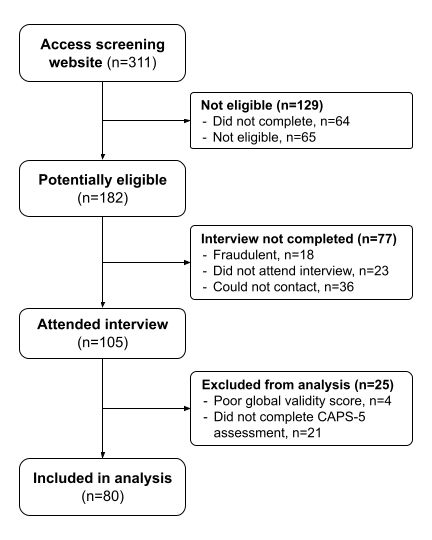 Access screening
website (n=311)
Not eligible (n=129)
- Did not complete, n=64
- Not eligible, n=65
Potentially eligible
(n=182)
Interview not completed (n=77)
- Fraudulent, n=18
- Did not attend interview, n=23
- Could not contact, n=36
Attended interview
(n=105)
Excluded from analysis (n=25)
- Poor global validity score, n=4
- Did not complete CAPS-5
assessment, n=21
Included in analysis
(n=80)